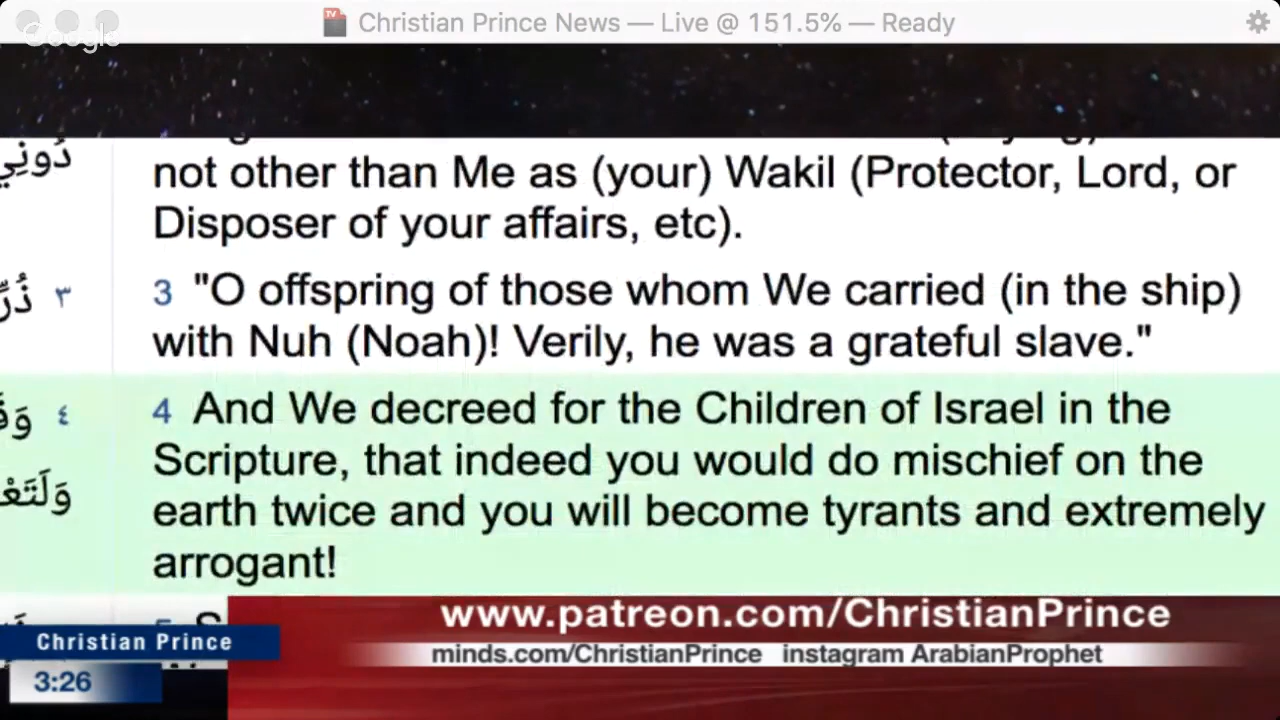 Christian Prince News — Live @ 151.5% — Ready
Google
not other than Me as (your) Wakil (Protector, Lord, or
Disposer of your affairs, etc).
3 "O offspring of those whom We carried (in the ship)
with Nuh (Noah)! Verily, he was a grateful slave."
٣
4 And We decreed for the Children of Israel in the
Scripture, that indeed you would do mischief on the
earth twice and you will become tyrants and extremely
arrogant!
٤
www.patreon.com/ChristianPrince
minds.com/ChristianPrince instagram ArabianProphet
Christian Prince
3:26